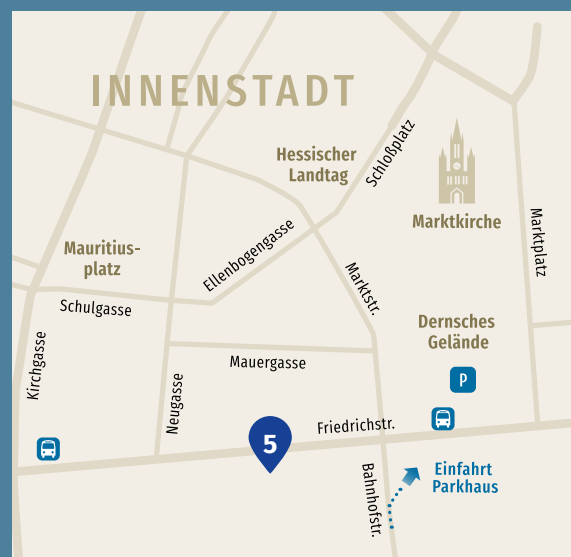 INNENSTADT
Hessischer
Landtag
Schloßplatz
Marktkirche
Mauritius-
platz
Ellenbogengasse
Marktplatz
Schulgasse
Marktstr.
Dernsches
Gelände
Kirchgasse
Mauergasse
Neugasse
P
Friedrichstr.
5
Bahnhofstr.
Einfahrt
Parkhaus